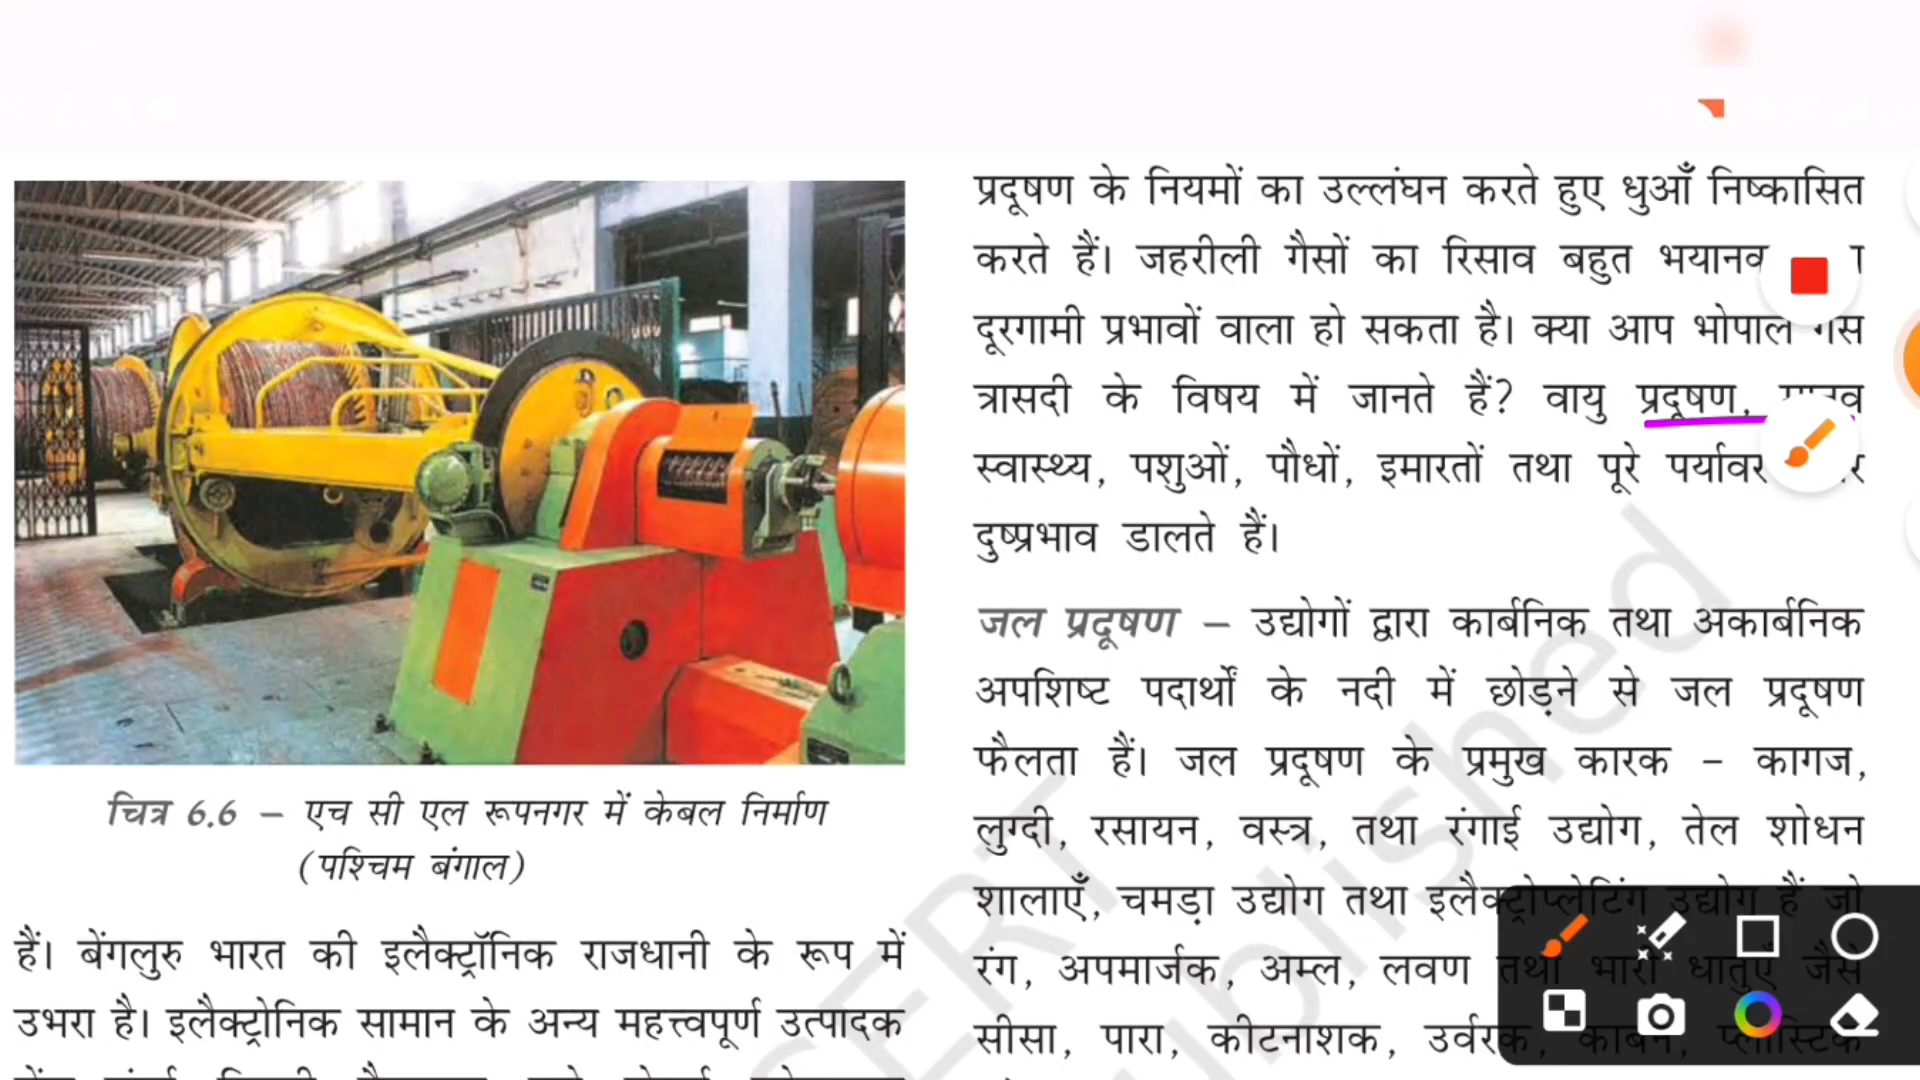 चित्र 6.6 – एच सी एल रूपनगर में केबल निर्माण
(पश्चिम बंगाल)
हैं। बेंगलुरु भारत की इलैक्ट्रॉनिक राजधानी के रूप में
उभरा है। इलैक्ट्रोनिक सामान के अन्य महत्त्वपूर्ण उत्पादक
प्रदूषण के नियमों का उल्लंघन करते हुए धुआँ निष्कासित
करते हैं। जहरीली गैसों का रिसाव बहुत
दूरगामी प्रभावों वाला हो सकता है। क्या आप भोपाल गैस
त्रासदी के विषय में जानते हैं? वायु प्रदूषण,
स्वास्थ्य, पशुओं, पौधों, इमारतों तथा पूरे
दुष्प्रभाव डालते हैं।
जल प्रदूषण – उद्योगों द्वारा कार्बनिक तथा अकार्बनिक
अपशिष्ट पदार्थों के नदी में छोड़ने से जल प्रदूषण
फैलता हैं। जल प्रदूषण के प्रमुख कारक – कागज,
लुग्दी, रसायन, वस्त्र, तथा रंगाई उद्योग, तेल शोधन
शालाएँ, चमड़ा उद्योग तथा इलैक्ट्रोप्लेटिंग उद्योग हैं जो
रंग, अपमार्जक, अम्ल, लवण तथा भारी धातुएँ जैसे
सीसा, पारा, कीटनाशक, उर्वरक, कार्बन, प्लास्टिक